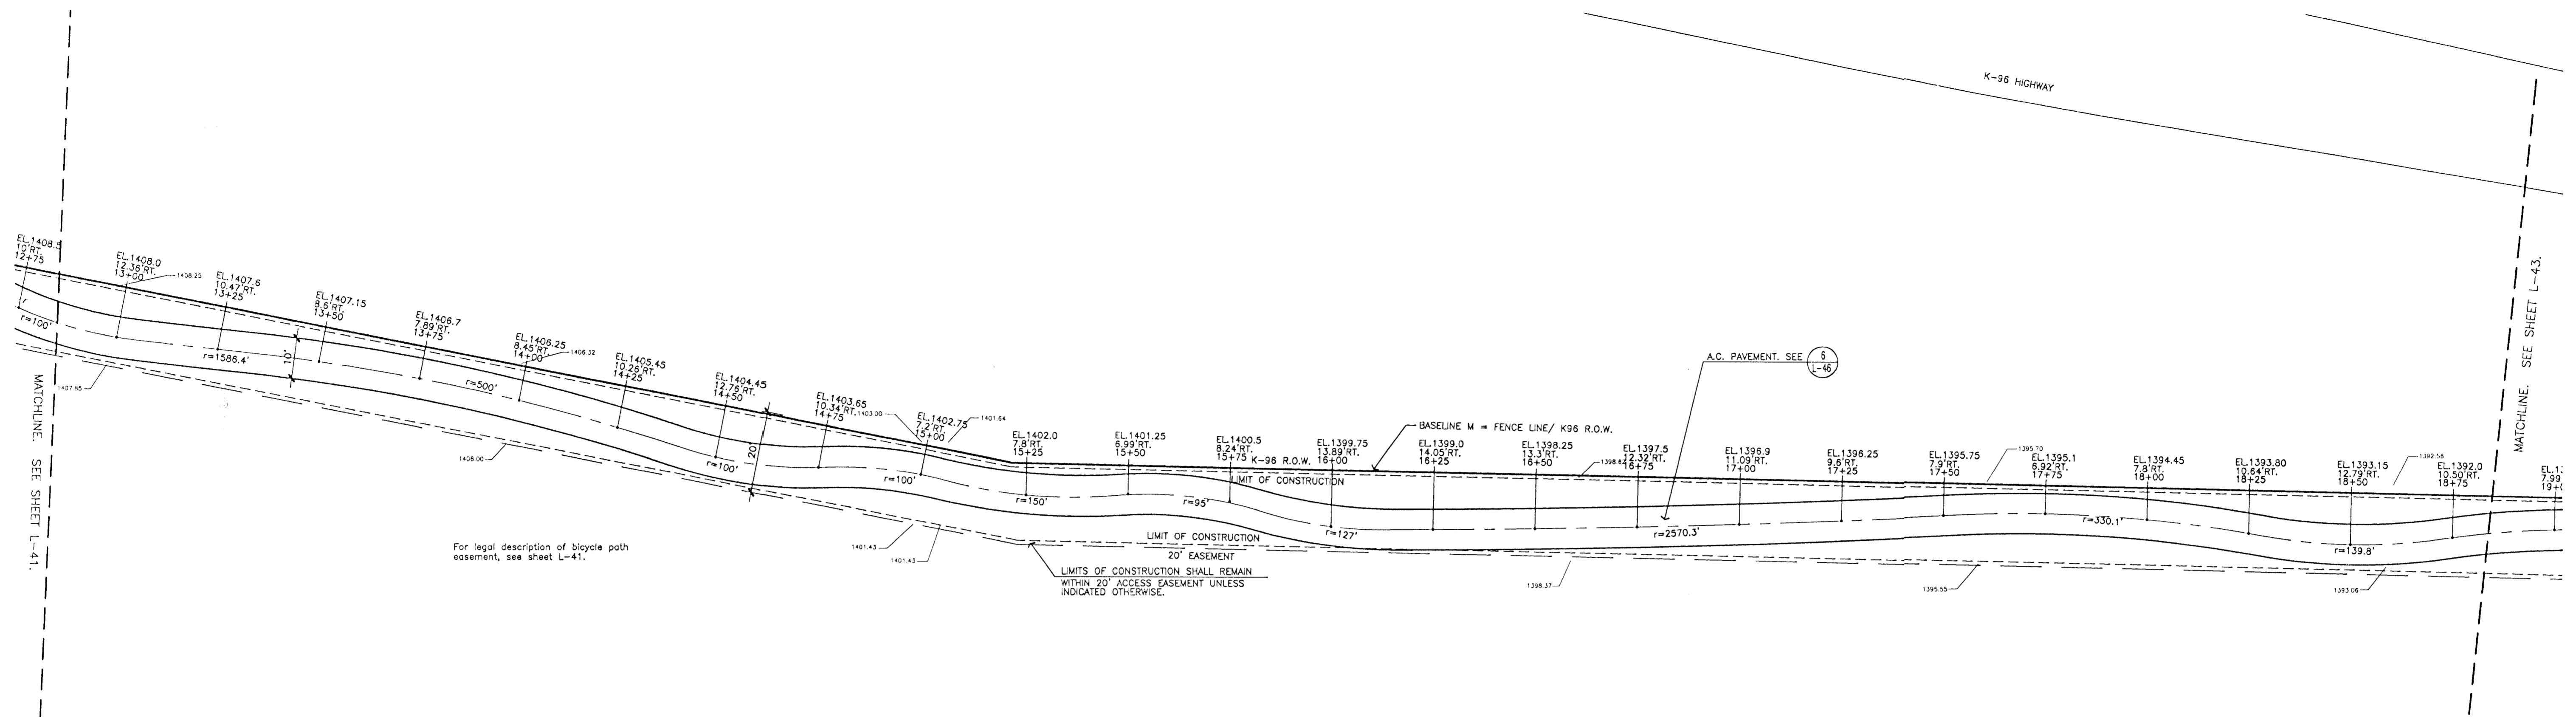 K-96 HIGHWAY
EL.1408.5
10'RT.
12+75
EL.1408.0
12.36'RT.
13+00
1408.25
EL.1407.6
10.47'RT.
13+25
EL.1407.15
8.6'RT.
13+50
EL.1406.7
7.89'RT.
13+75
EL.1406.25
8.45'RT.
14+00
1406.32
EL.1405.45
10.26'RT.
14+25
EL.1404.45
12.76'RT.
14+50
EL.1403.65
10.34'RT.
14+75
1403.00
EL.1402.75
7.2'RT.
15+00
1401.64
EL.1402.0
7.8'RT.
15+25
EL.1401.25
6.99'RT.
15+50
EL.1400.5
8.24'RT.
15+75
EL.1399.75
13.89'RT.
16+00
EL.1399.0
14.05'RT.
16+25
EL.1398.25
13.3'RT.
16+50
1398.82
EL.1397.5
12.32'RT.
16+75
EL.1396.9
11.09'RT.
17+00
EL.1396.25
9.6'RT.
17+25
EL.1395.75
7.9'RT.
17+50
1395.70
EL.1395.1
6.92'RT.
17+75
EL.1394.45
7.8'RT.
18+00
EL.1393.80
10.64'RT.
18+25
EL.1393.15
12.79'RT.
18+50
1392.56
EL.1392.0
10.50'RT.
18+75
7.99
BASELINE M = FENCE LINE/ K96 R.O.W.
A.C. PAVEMENT. SEE
6
L-46
K-96 R.O.W.
LIMIT OF CONSTRUCTION
r
r=100'
r=1586.4'
10'
r=500'
r=100'
20'
r=100'
r=150'
r=95'
r=127'
r=2570.3'
r=330.1'
r=139.8'
1407.85
1406.00
1401.43
1401.43
1398.37
1395.55
1393.06
LIMIT OF CONSTRUCTION
20' EASEMENT
LIMITS OF CONSTRUCTION SHALL REMAIN
WITHIN 20' ACCESS EASEMENT UNLESS
INDICATED OTHERWISE.
For legal description of bicycle path
easement, see sheet L-41.
MATCHLINE. SEE SHEET L-41.
MATCHLINE. SEE SHEET L-43.